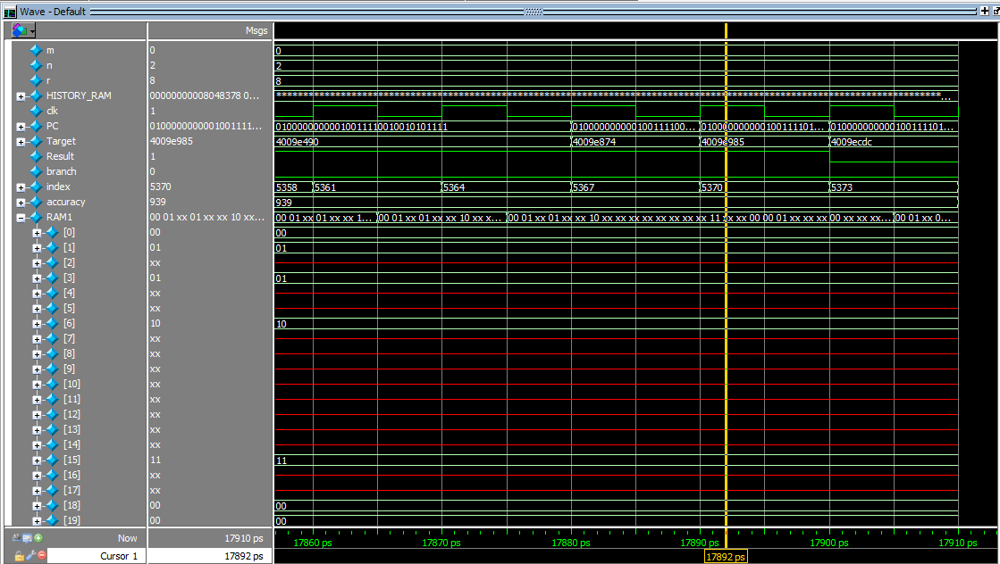 Wave - Default
Msgs
m 0 0
n 2 2
r 8 8
HISTORY_RAM 00000000008048378 0...
clk 1
PC 0100000000001001111... 01000000000010011110010010101111 010000000000100111100... 010000000000100111101... 010000000000100111101...
Target 4009e985 4009e490 4009e874 4009e985 4009ecdc
Result 1
branch 0
index 5370 5358 5361 5364 5367 5370 5373
accuracy 939 939
RAM1 00 01 xx 01 xx xx 10 xx... 00 01 xx 01 xx xx 1... 00 01 xx 01 xx xx 10 xx x... 00 01 xx 01 xx xx 10 xx xx xx xx xx xx xx xx 11 xx xx 00 00 01 xx xx xx 00 xx xx xx... 00 01 xx 0...
[0] 00 00
[1] 01 01
[2] xx
[3] 01 01
[4] xx
[5] xx
[6] 10 10
[7] xx
[8] xx
[9] xx
[10] xx
[11] xx
[12] xx
[13] xx
[14] xx
[15] 11 11
[16] xx
[17] xx
[18] 00 00
[19] 00 00
Now 17910 ps 17860 ps 17870 ps 17880 ps 17890 ps 17900 ps 17910 ps
Cursor 1 17892 ps 17892 ps